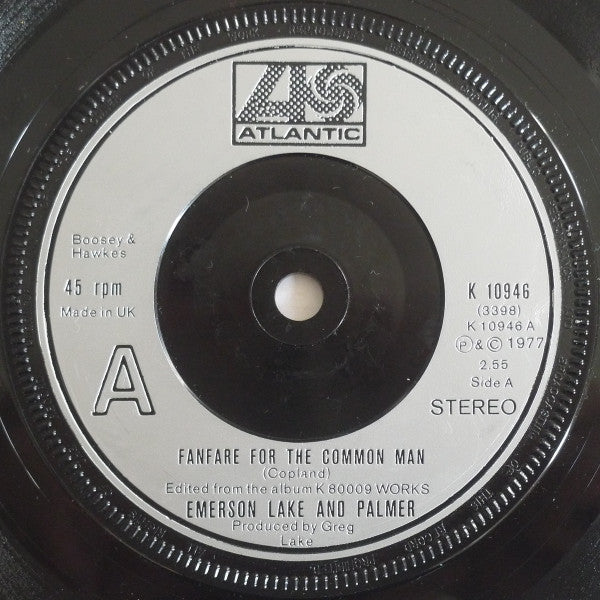 ATLANTIC
Boosey &
Hawkes
45 rpm
Made in UK
A
K 10946
(3398)
K 10946 A
℗ & © 1977
2.55
Side A
STEREO
FANFARE FOR THE COMMON MAN
(Copland)
Edited from the album K 80009 WORKS
EMERSON LAKE AND PALMER
Produced by Greg
Lake